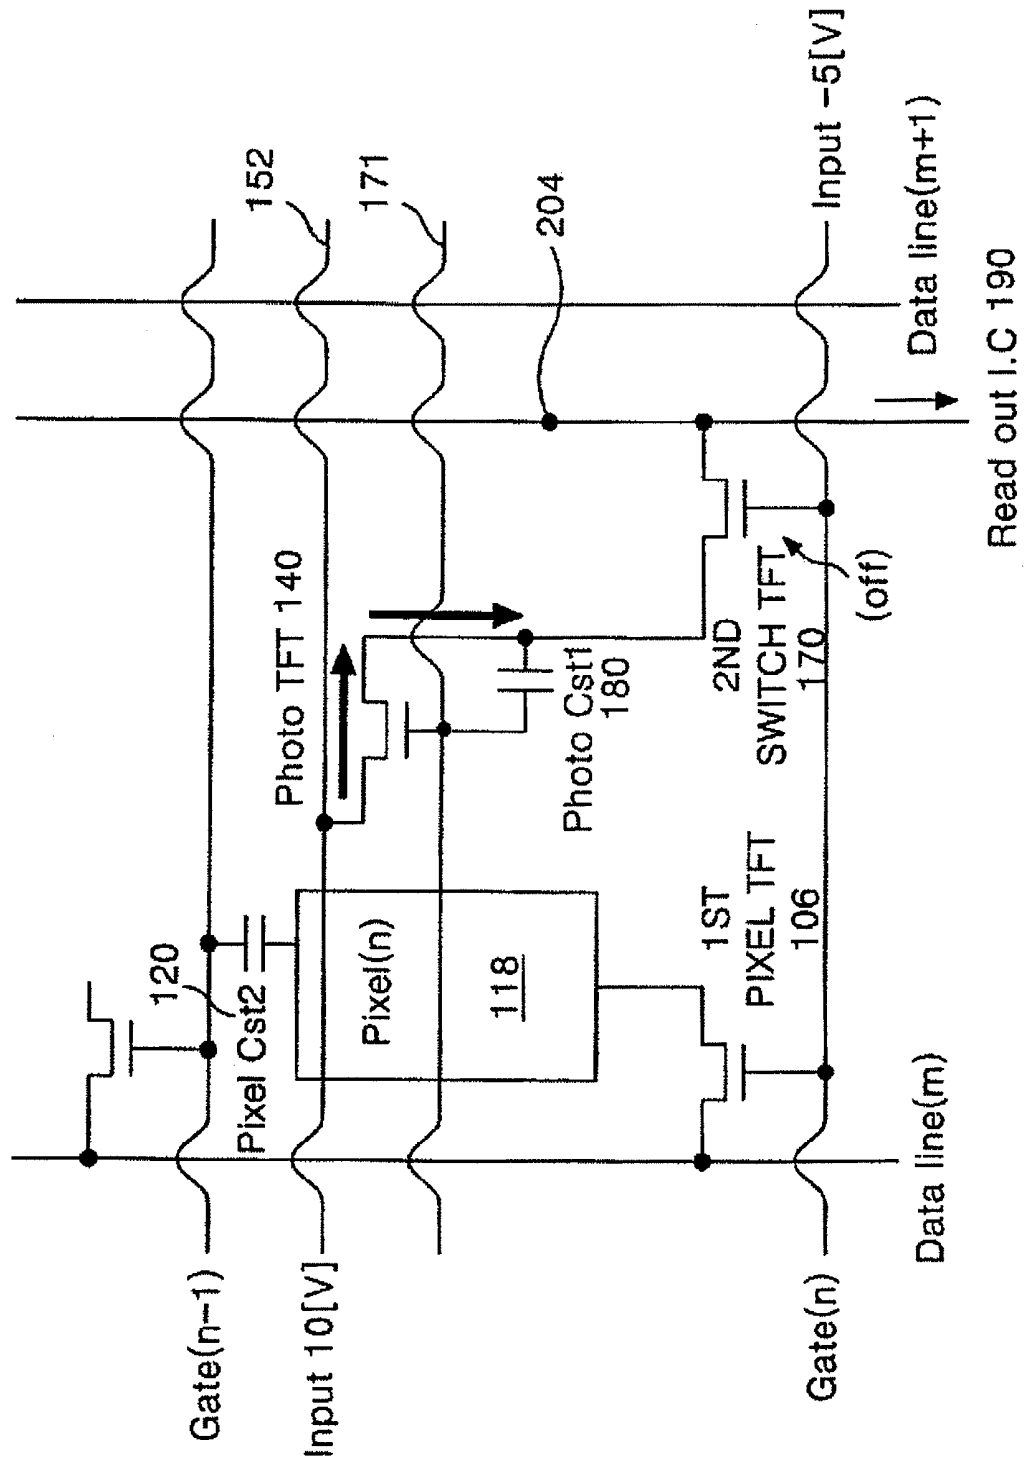 Gate(n−1)
Input 10[V]
Gate(n)
120
Pixel Cst2
Pixel(n)
118
1ST
PIXEL TFT
106
Data line(m)
Photo TFT 140
Photo Cst1
180
2ND
SWITCH TFT
170
(off)
152
171
204
Input −5[V]
Data line(m+1)
Read out I.C 190